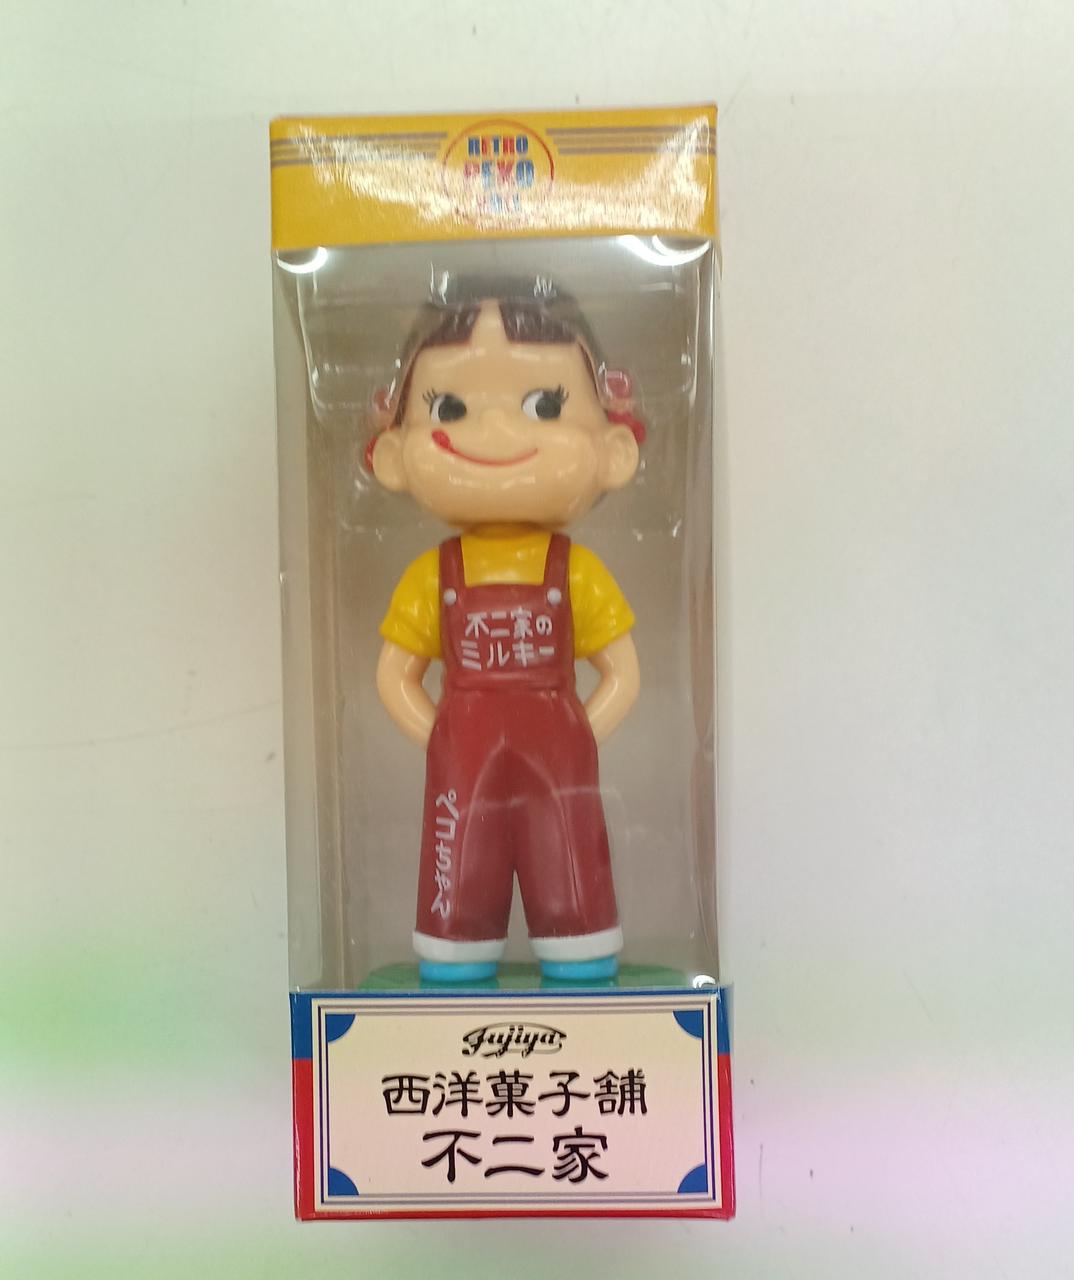 RETRO
PEKO
DOLL
不二家の
ミルキー
ペコちゃん
Fujiya
西洋菓子舗
不二家